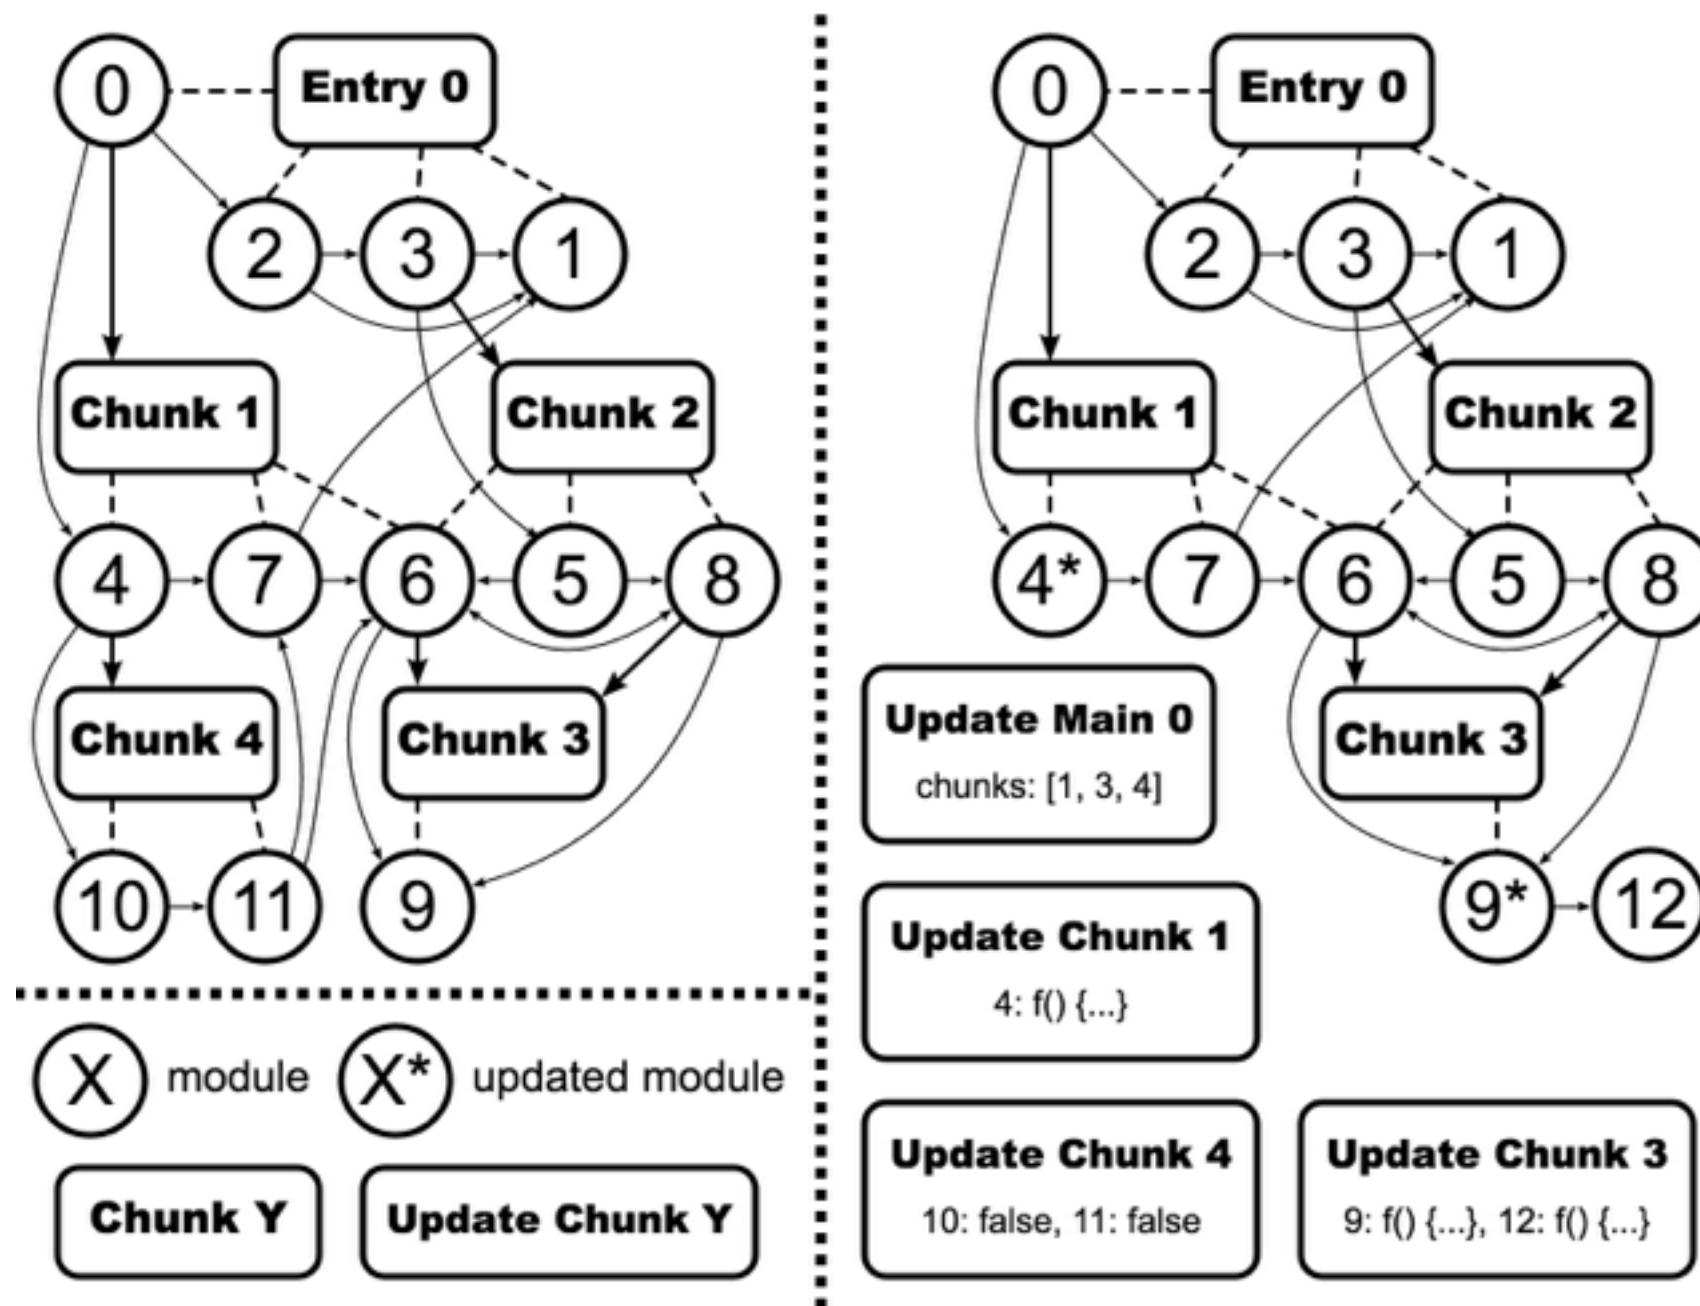 0
Entry 0
2
3
1
Chunk 1
Chunk 2
4
7
6
5
8
Chunk 4
Chunk 3
10
11
9
X
module
X*
updated module
Chunk Y
Update Chunk Y
0
Entry 0
2
3
1
Chunk 1
Chunk 2
4*
7
6
5
8
Update Main 0
chunks: [1, 3, 4]
Chunk 3
9*
12
Update Chunk 1
4: f() {...}
Update Chunk 4
10: false, 11: false
Update Chunk 3
9: f() {...}, 12: f() {...}